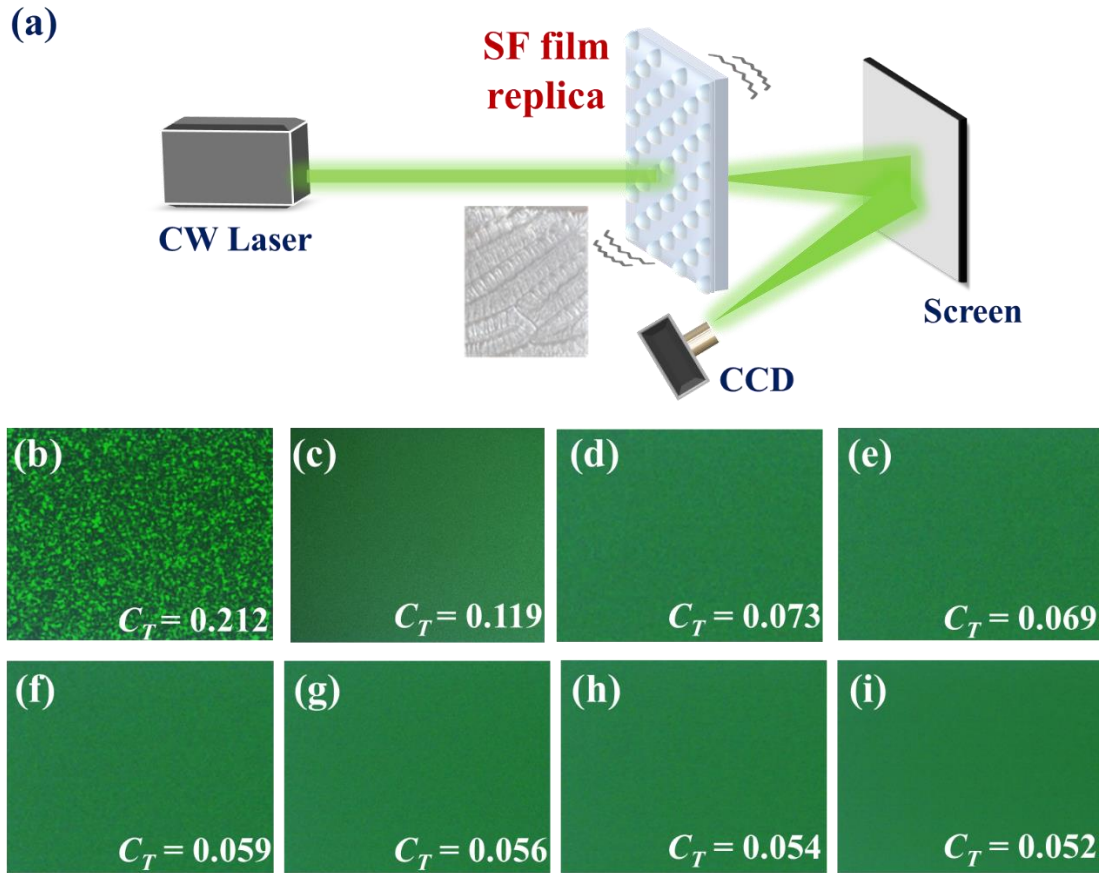 (a)
SF film
replica
CW Laser
Screen
CCD
(b)
C_T = 0.212
(c)
C_T = 0.119
(d)
C_T = 0.073
(e)
C_T = 0.069
(f)
C_T = 0.059
(g)
C_T = 0.056
(h)
C_T = 0.054
(i)
C_T = 0.052